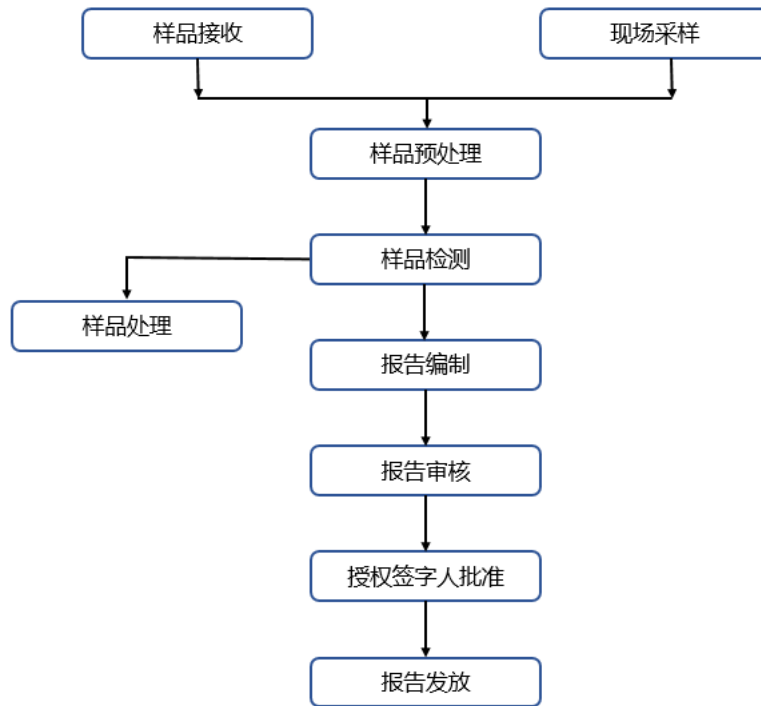 样品接收
现场采样
样品预处理
样品检测
样品处理
报告编制
报告审核
授权签字人批准
报告发放